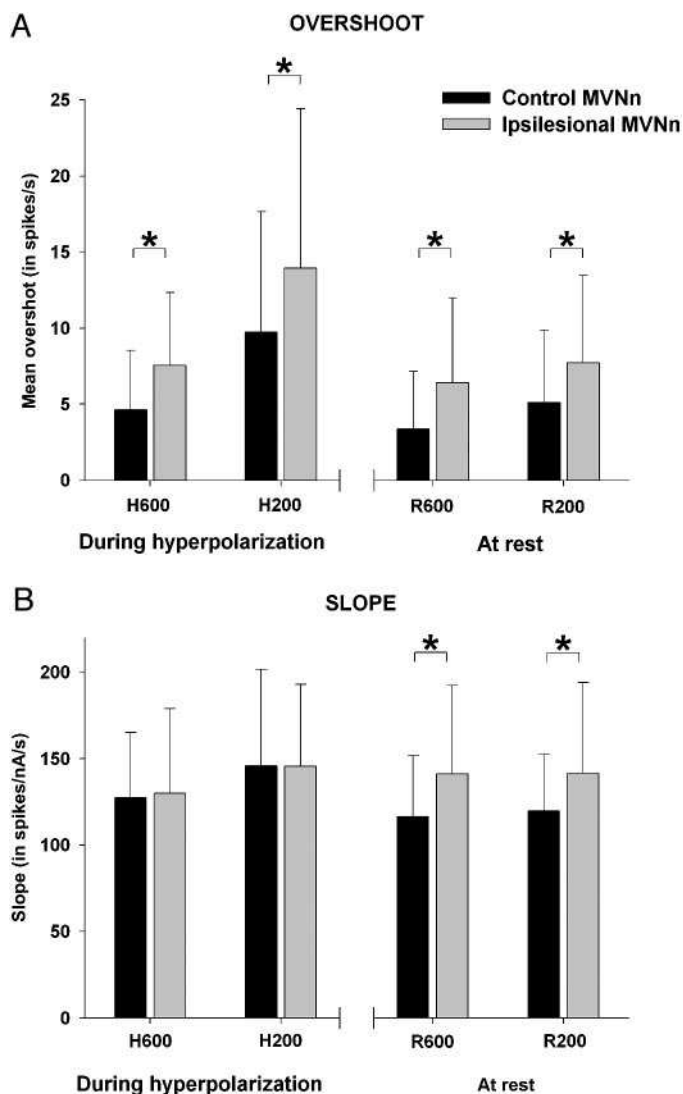 A
OVERSHOOT
*
25
Control MVNn
Ipsilesional MVNn
20
* * *
15
10
5
0
Mean overshot (in spikes/s)
H600 H200 R600 R200
During hyperpolarization At rest
B
SLOPE
* *
200
150
100
50
0
Slope (in spikes/nA/s)
H600 H200 R600 R200
During hyperpolarization At rest